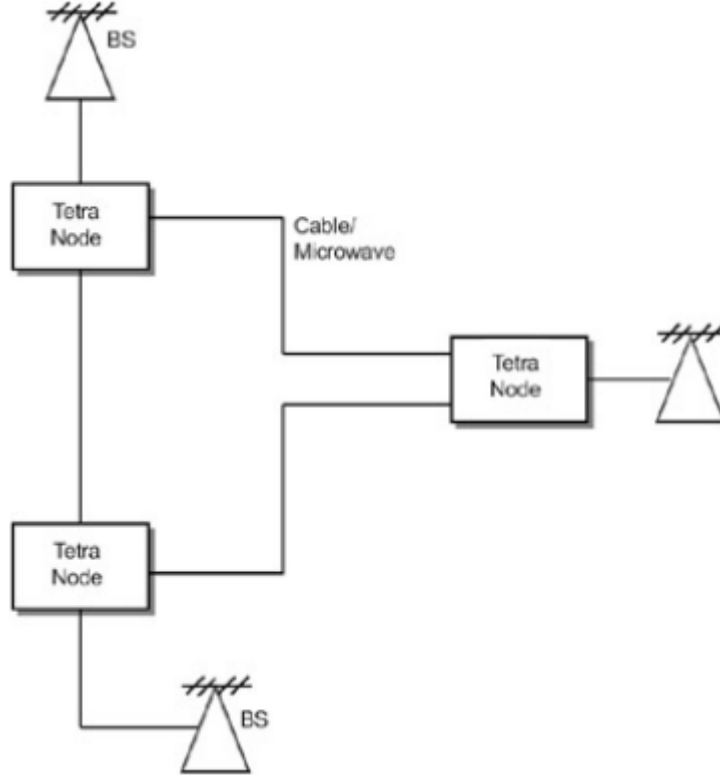 BS
Tetra
Node
Cable/
Microwave
Tetra
Node
Tetra
Node
BS